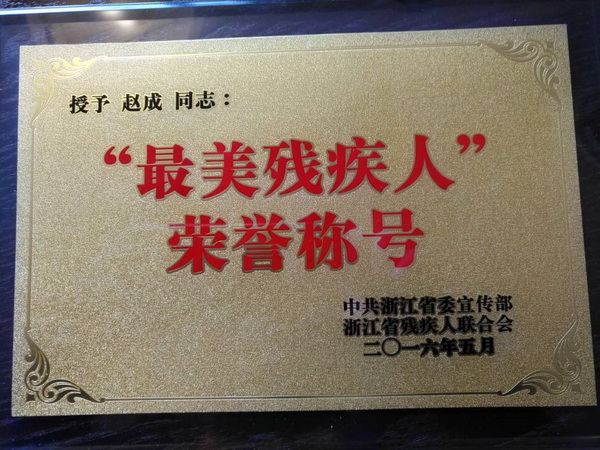 授予 赵成 同志：
“最美残疾人”
荣誉称号
中共浙江省委宣传部
浙江省残疾人联合会
二〇一六年五月